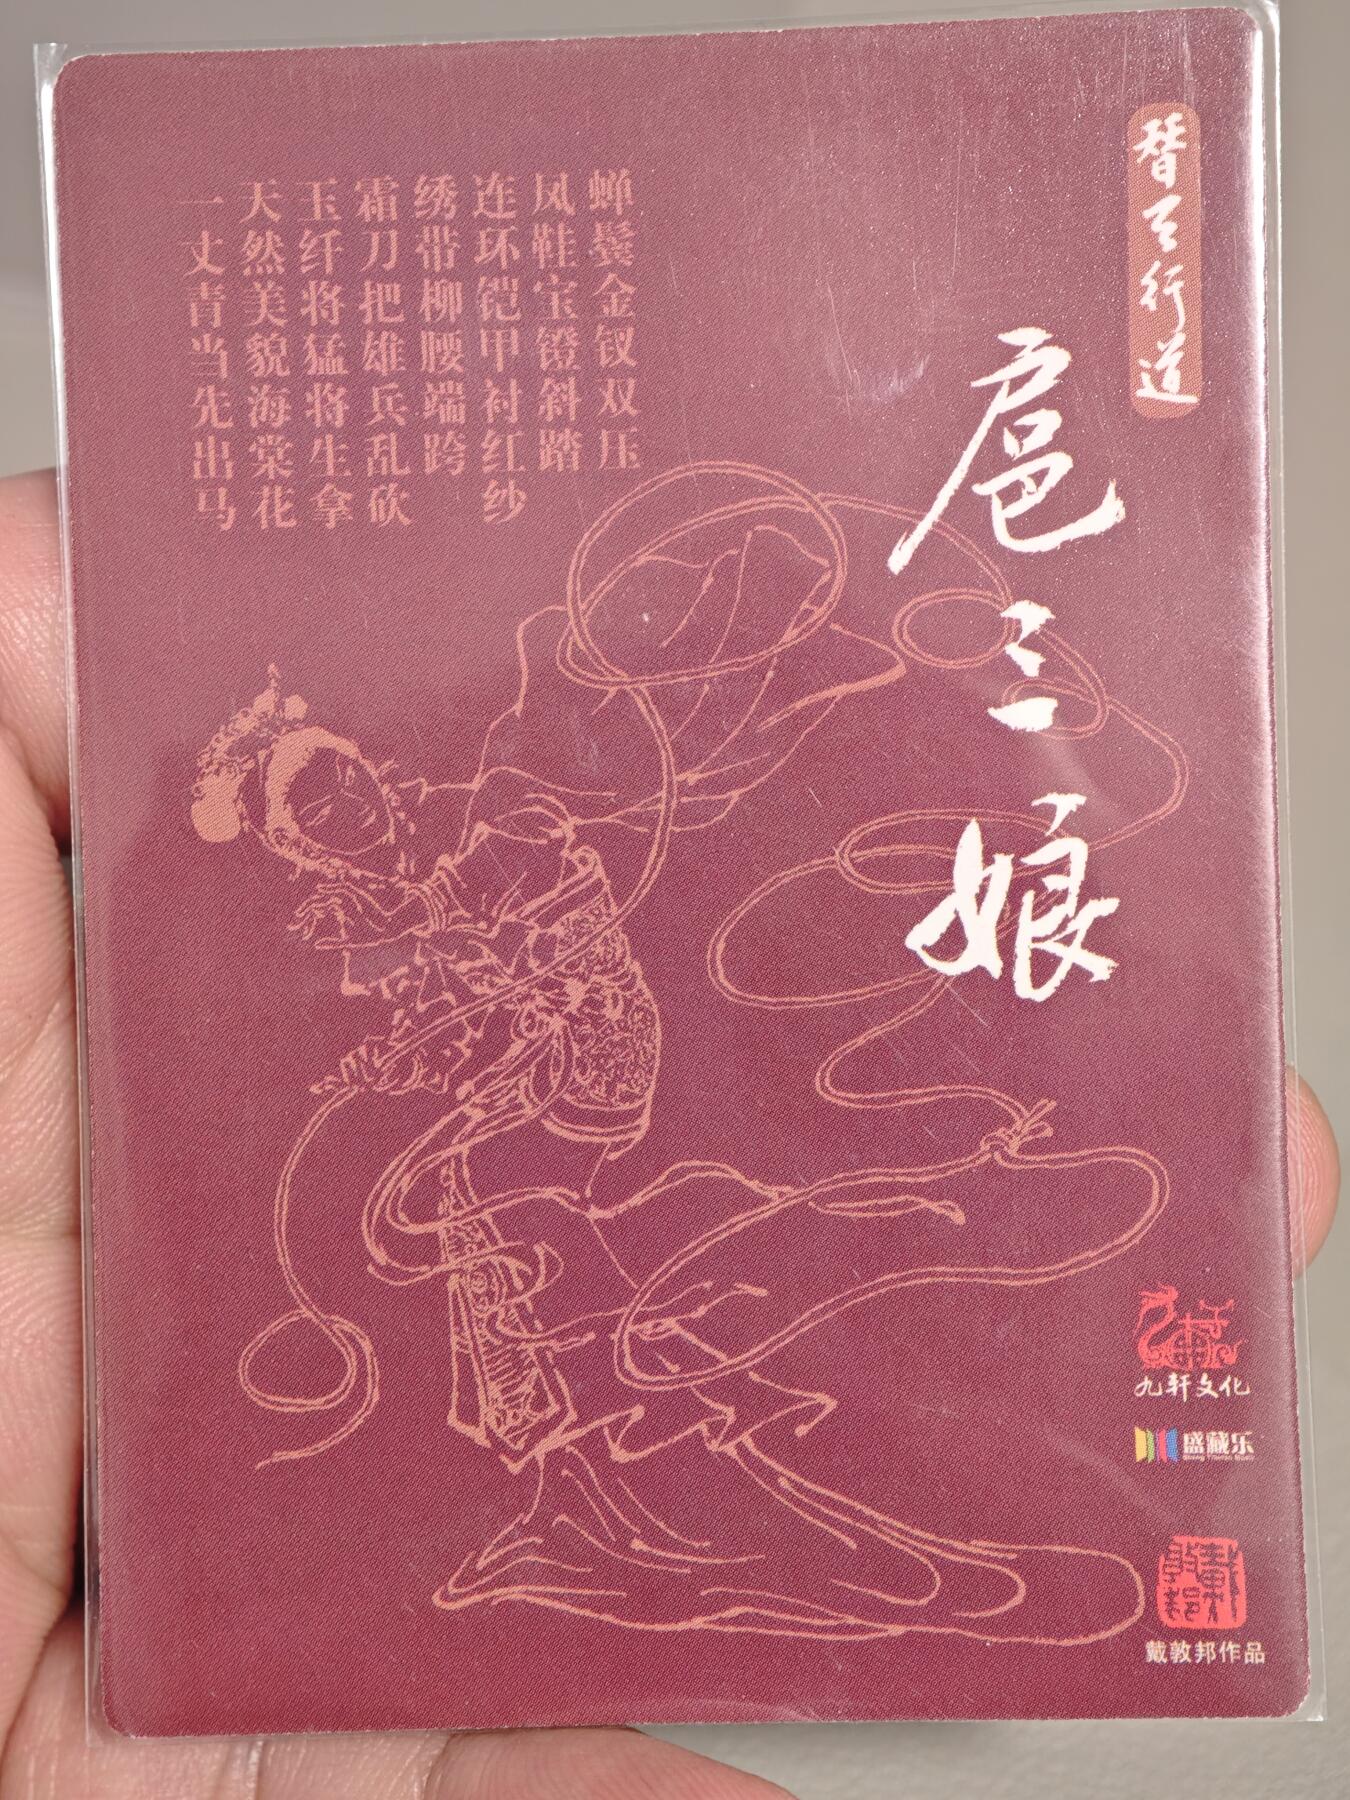 替天行道
扈三娘
蝉鬓金钗双压
凤鞋宝镫斜踏
连环铠甲衬红纱
绣带柳腰端跨
霜刀把雄兵乱砍
玉纤将猛将生拿
天然美貌海棠花
一丈青当先出马
九轩文化
盛藏乐
戴敦邦
戴敦邦作品